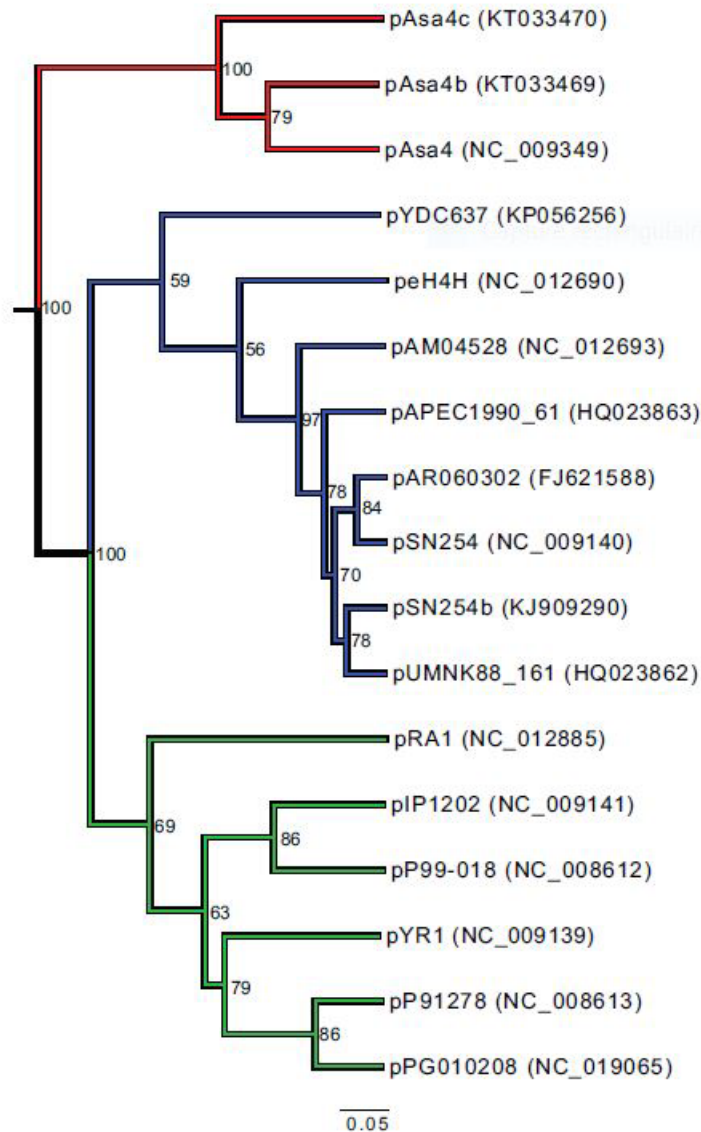 pAsa4c (KT033470)
100
pAsa4b (KT033469)
79
pAsa4 (NC_009349)
pYDC637 (KP056256)
59
peH4H (NC_012690)
100
56
pAM04528 (NC_012693)
97
pAPEC1990_61 (HQ023863)
pAR060302 (FJ621588)
78
84
pSN254 (NC_009140)
100
70
pSN254b (KJ909290)
78
pUMNK88_161 (HQ023862)
pRA1 (NC_012885)
pIP1202 (NC_009141)
69
86
pP99-018 (NC_008612)
63
pYR1 (NC_009139)
79
pP91278 (NC_008613)
86
pPG010208 (NC_019065)
0.05